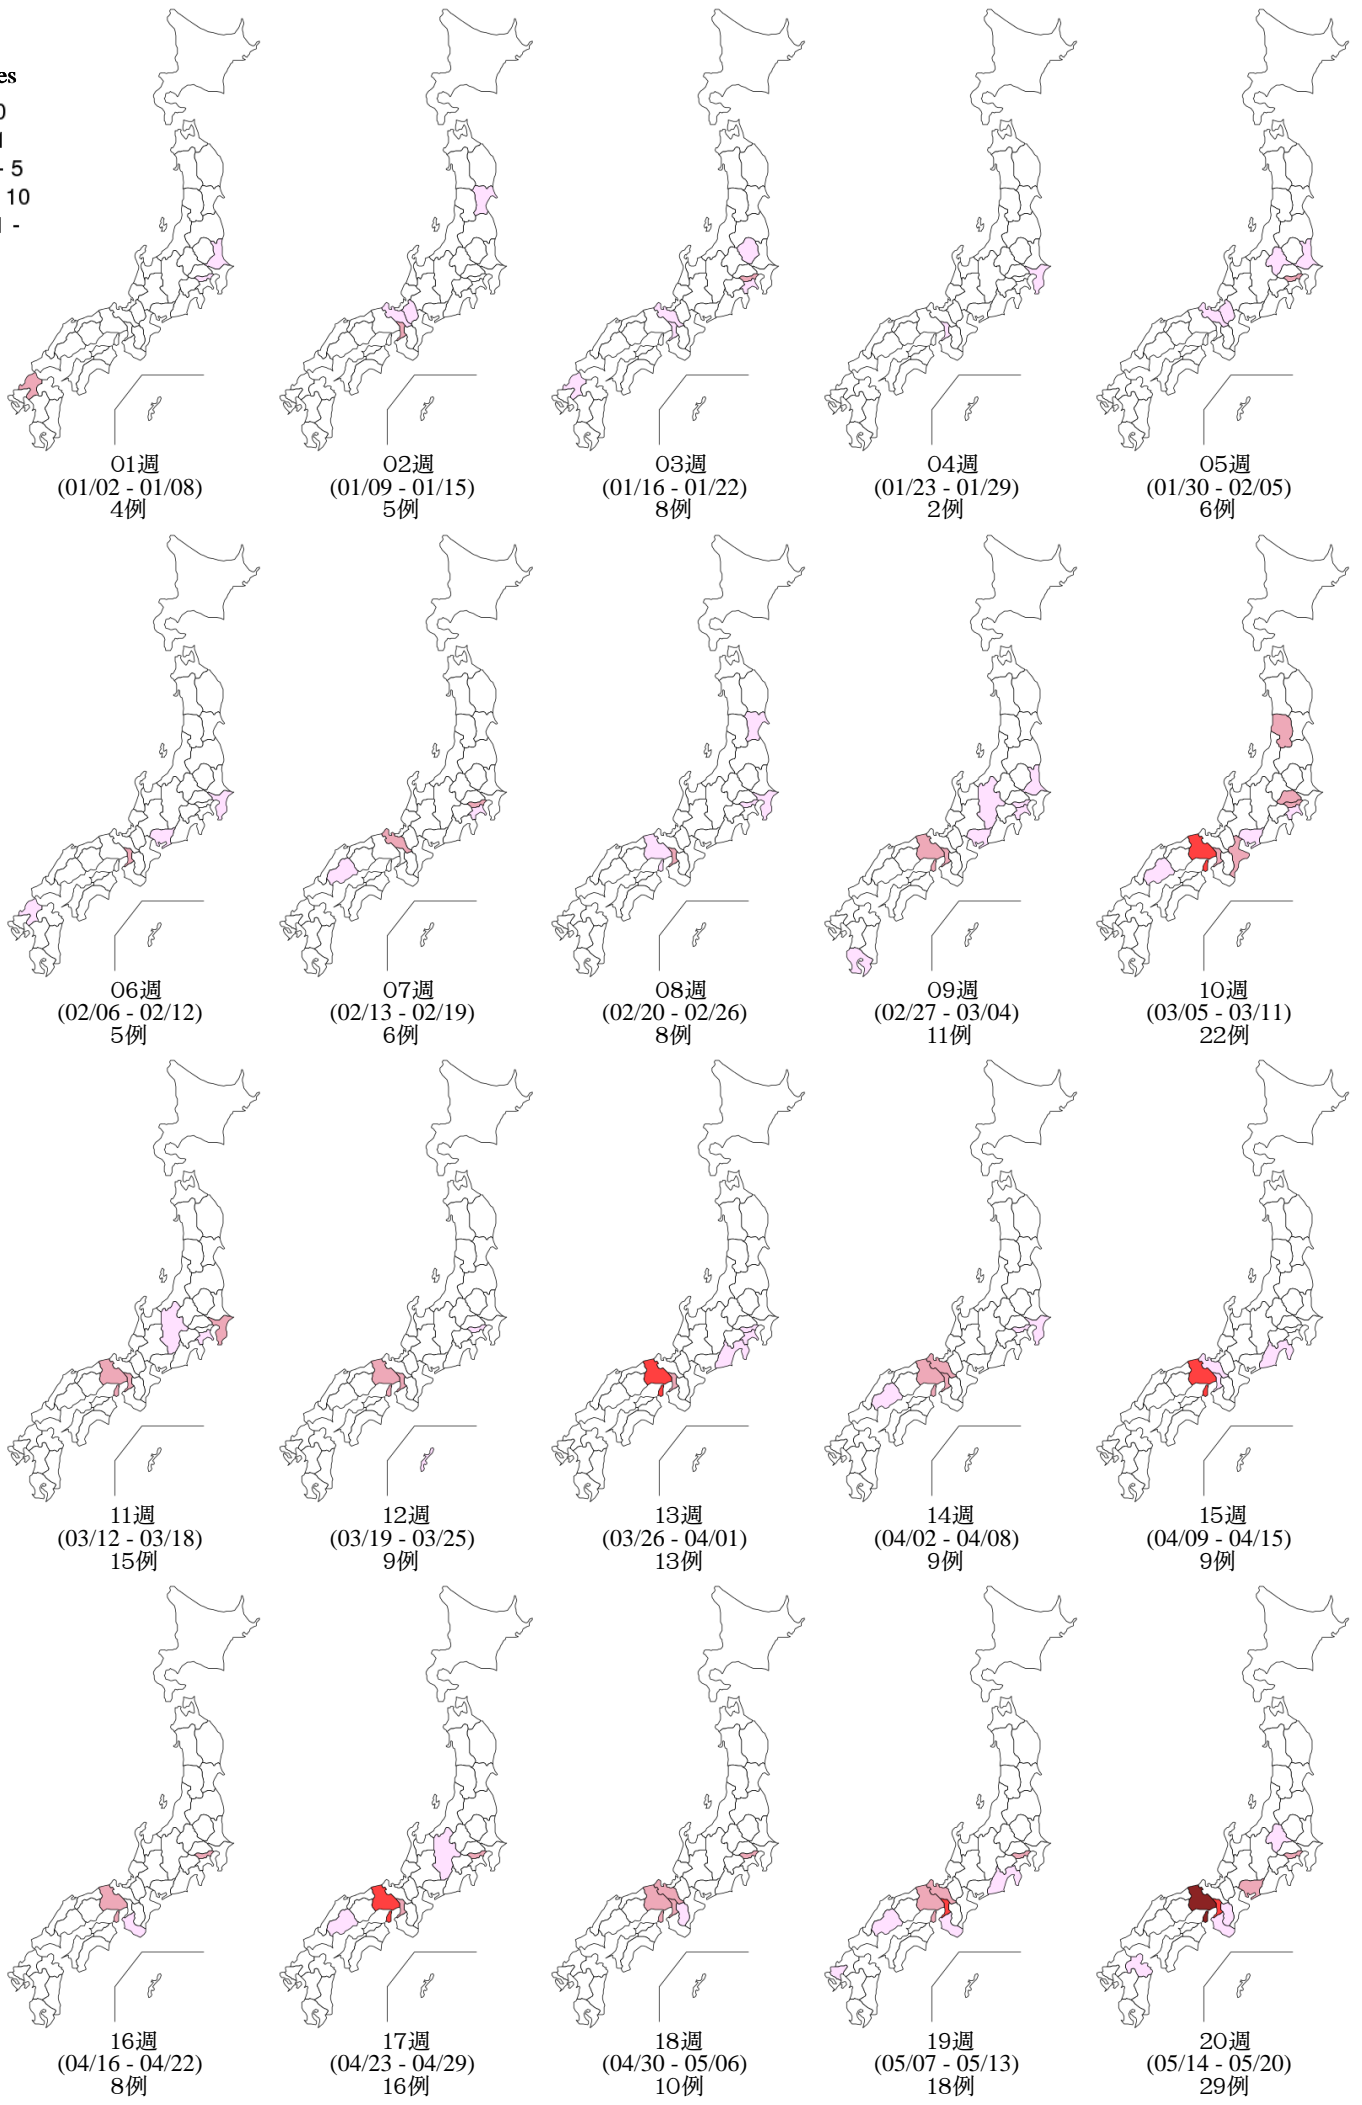 es
0
1
- 5
10
-
01週
(01/02 - 01/08)
4例
02週
(01/09 - 01/15)
5例
03週
(01/16 - 01/22)
8例
04週
(01/23 - 01/29)
2例
05週
(01/30 - 02/05)
6例
06週
(02/06 - 02/12)
5例
07週
(02/13 - 02/19)
6例
08週
(02/20 - 02/26)
8例
09週
(02/27 - 03/04)
11例
10週
(03/05 - 03/11)
22例
11週
(03/12 - 03/18)
15例
12週
(03/19 - 03/25)
9例
13週
(03/26 - 04/01)
13例
14週
(04/02 - 04/08)
9例
15週
(04/09 - 04/15)
9例
16週
(04/16 - 04/22)
8例
17週
(04/23 - 04/29)
16例
18週
(04/30 - 05/06)
10例
19週
(05/07 - 05/13)
18例
20週
(05/14 - 05/20)
29例